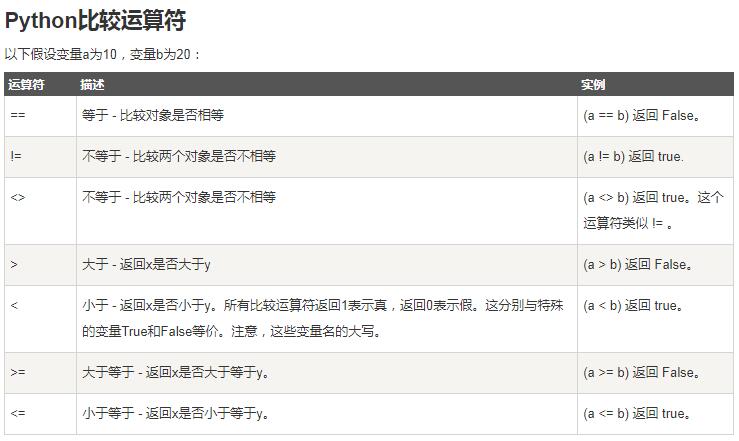 Python比较运算符
以下假设变量a为10，变量b为20：
运算符 描述 实例
== 等于 - 比较对象是否相等 (a == b) 返回 False。
!= 不等于 - 比较两个对象是否不相等 (a != b) 返回 true.
<> 不等于 - 比较两个对象是否不相等 (a <> b) 返回 true。这个
运算符类似 != 。
> 大于 - 返回x是否大于y (a > b) 返回 False。
< 小于 - 返回x是否小于y。所有比较运算符返回1表示真，返回0表示假。这分别与特殊 (a < b) 返回 true。
的变量True和False等价。注意，这些变量名的大写。
>= 大于等于 - 返回x是否大于等于y。 (a >= b) 返回 False。
<= 小于等于 - 返回x是否小于等于y。 (a <= b) 返回 true。